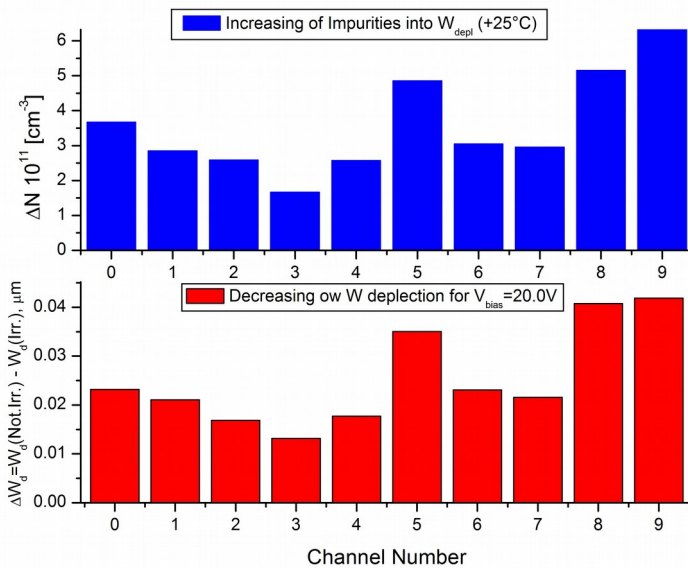 Increasing of Impurities into W_depl (+25°C)
ΔN 10^11 [cm^-3]
6
5
4
3
2
1
0
0 1 2 3 4 5 6 7 8 9
Decreasing ow W deplection for V_bias=20.0V
ΔW_d=W_d(Not.Irr.) - W_d(Irr.), μm
0.04
0.03
0.02
0.01
0.00
0 1 2 3 4 5 6 7 8 9
Channel Number